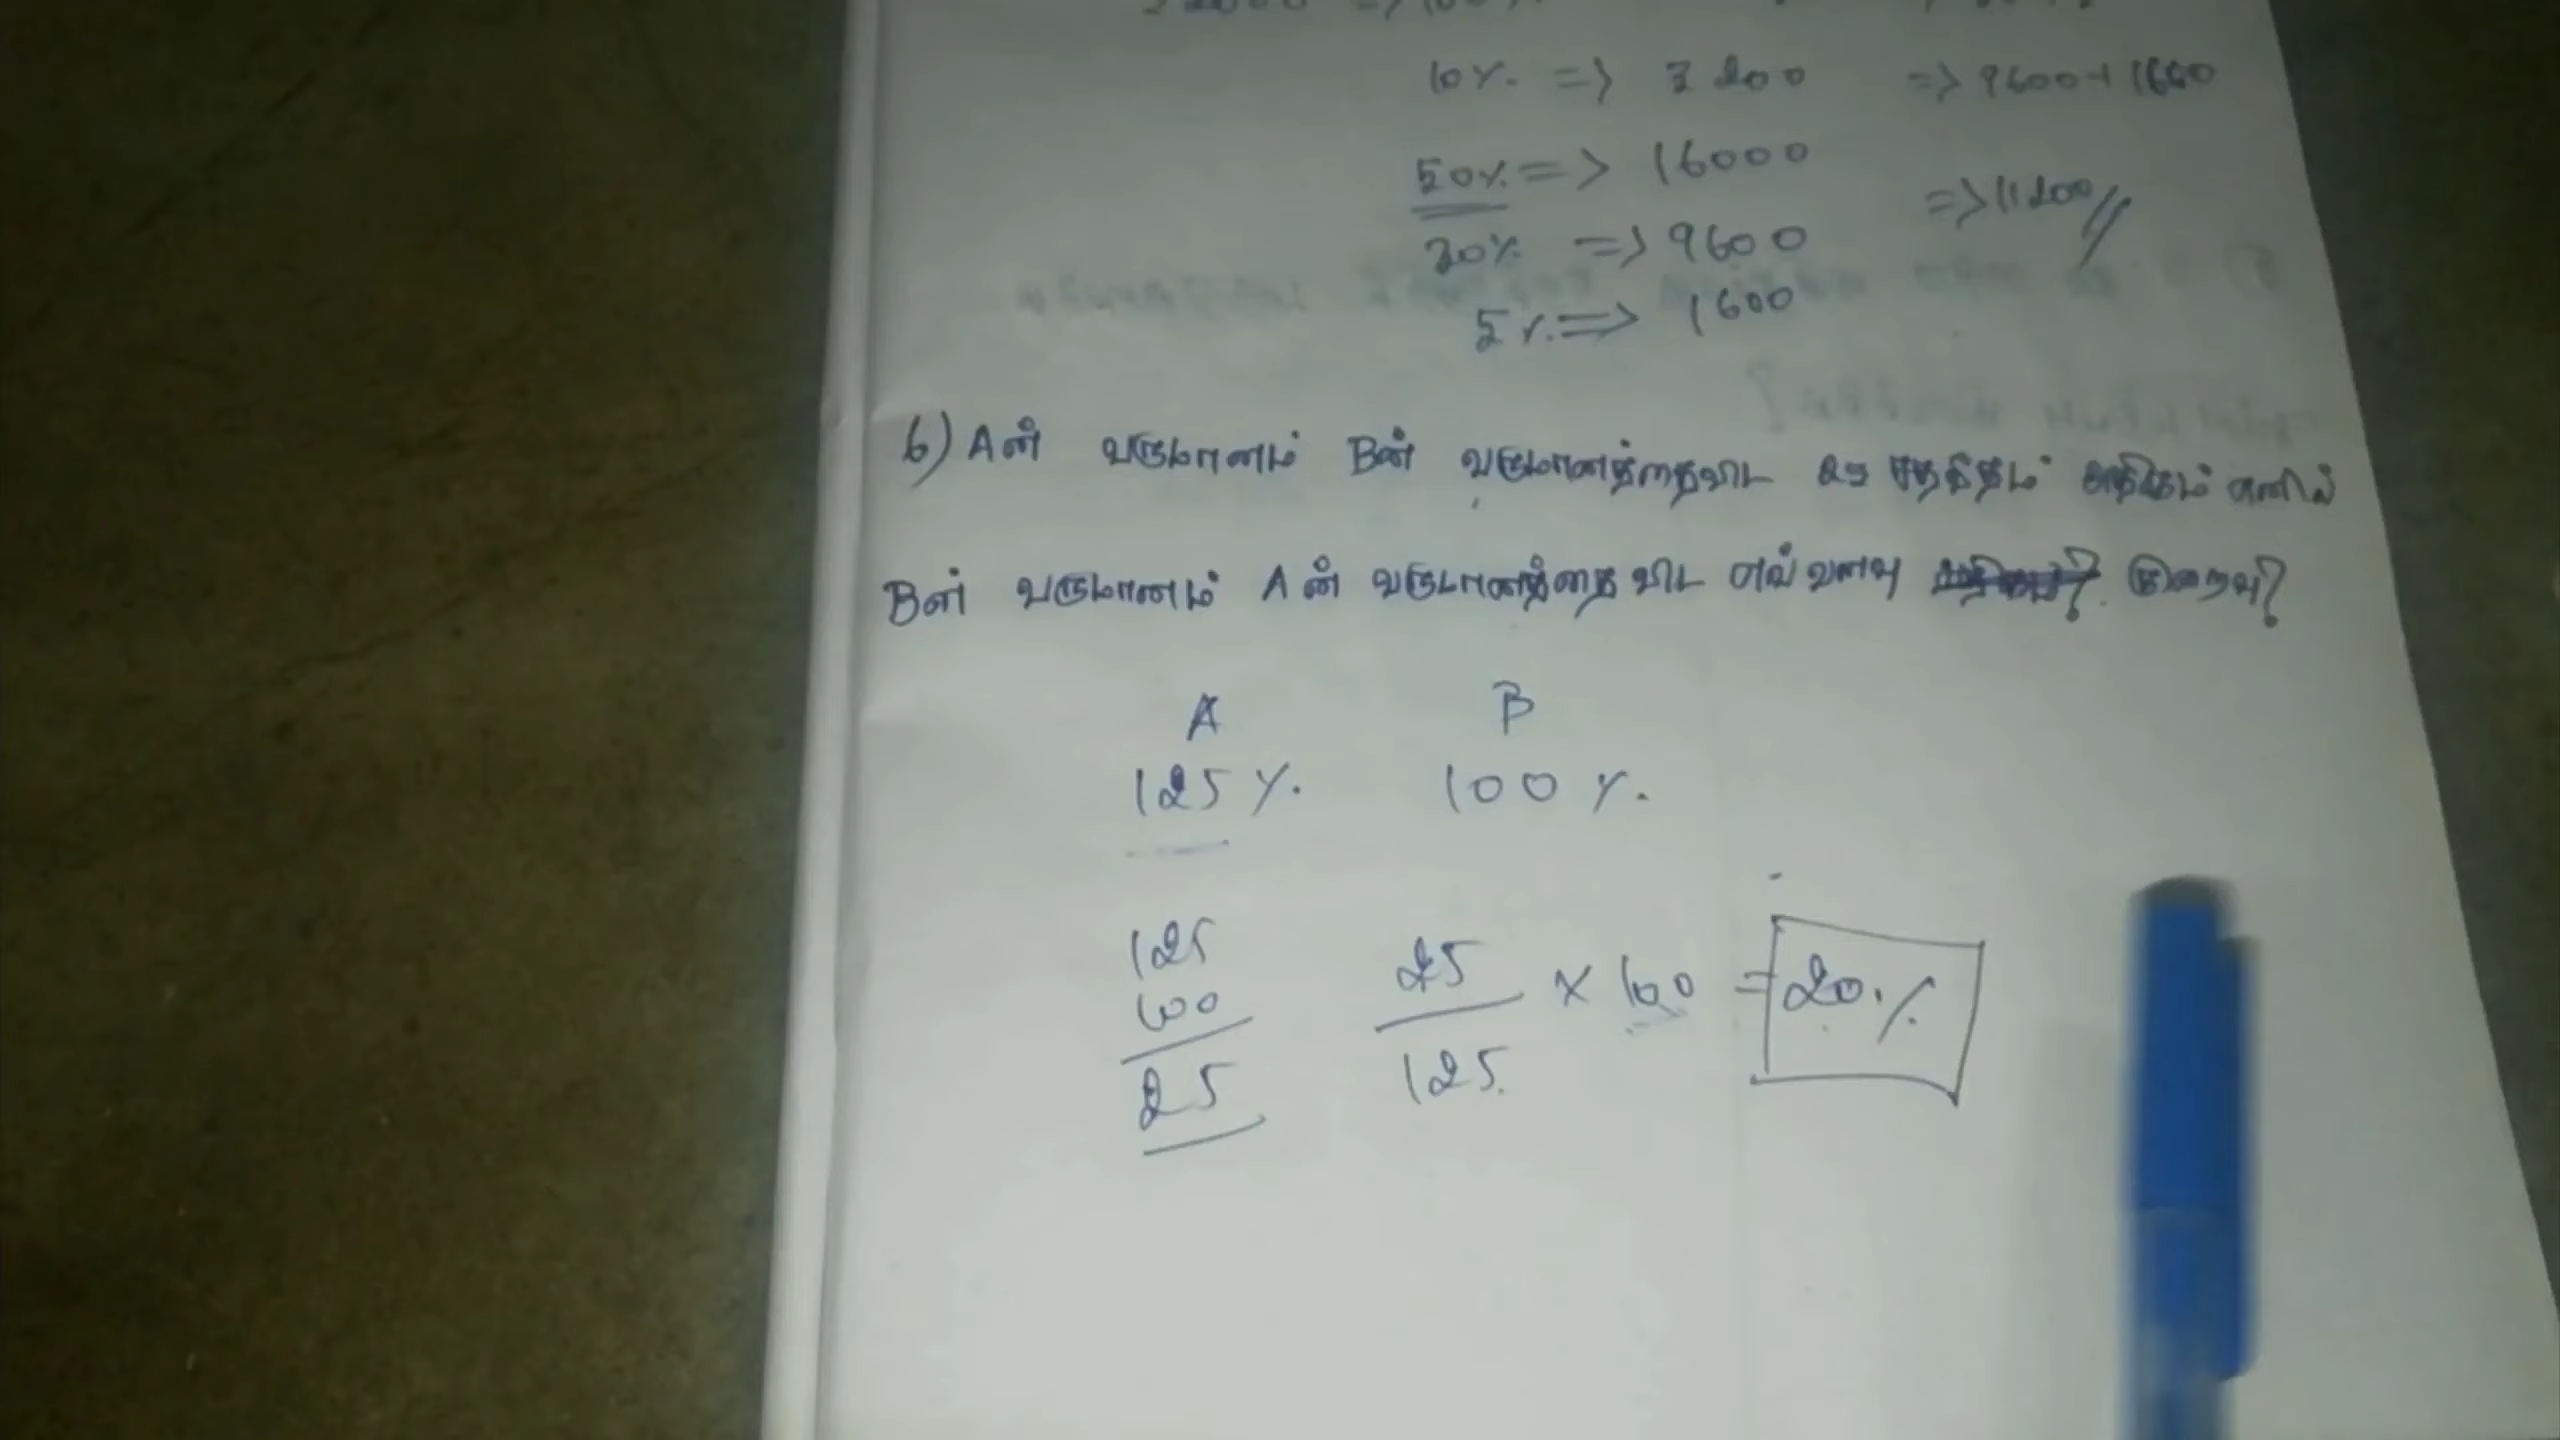 10% => 3200 => 9600+1600
50% => 16000
=> 11200//
30% => 9600
5% => 1600
6) Aன் வருமானம் Bன் வருமானத்தைவிட 25 சதவீதம் அதிகம் எனில்
Bன் வருமானம் Aன் வருமானத்தை விட எவ்வளவு குறைவு?
A B
125% 100%
125
100
25
25/125 × 100 = 20%